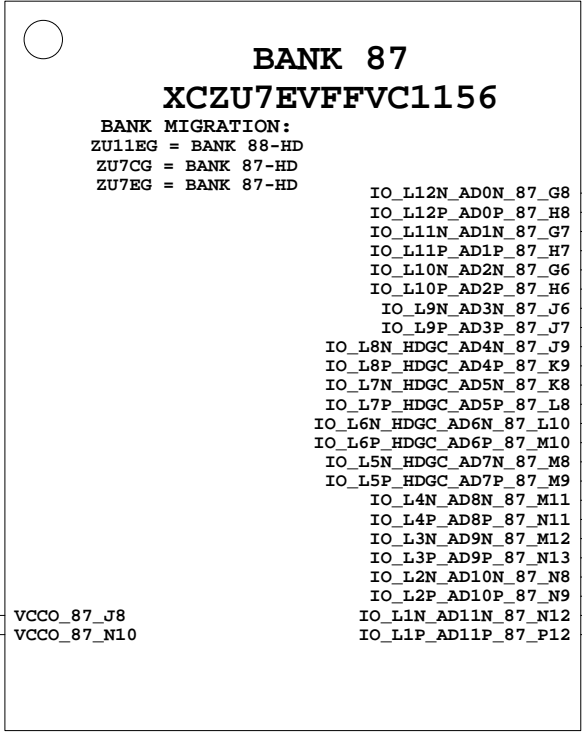 BANK 87
XCZU7EVFFVC1156
BANK MIGRATION:
ZU11EG = BANK 88-HD
ZU7CG = BANK 87-HD
ZU7EG = BANK 87-HD
IO_L12N_AD0N_87_G8
IO_L12P_AD0P_87_H8
IO_L11N_AD1N_87_G7
IO_L11P_AD1P_87_H7
IO_L10N_AD2N_87_G6
IO_L10P_AD2P_87_H6
IO_L9N_AD3N_87_J6
IO_L9P_AD3P_87_J7
IO_L8N_HDGC_AD4N_87_J9
IO_L8P_HDGC_AD4P_87_K9
IO_L7N_HDGC_AD5N_87_K8
IO_L7P_HDGC_AD5P_87_L8
IO_L6N_HDGC_AD6N_87_L10
IO_L6P_HDGC_AD6P_87_M10
IO_L5N_HDGC_AD7N_87_M8
IO_L5P_HDGC_AD7P_87_M9
IO_L4N_AD8N_87_M11
IO_L4P_AD8P_87_N11
IO_L3N_AD9N_87_M12
IO_L3P_AD9P_87_N13
IO_L2N_AD10N_87_N8
IO_L2P_AD10P_87_N9
VCCO_87_J8 IO_L1N_AD11N_87_N12
VCCO_87_N10 IO_L1P_AD11P_87_P12